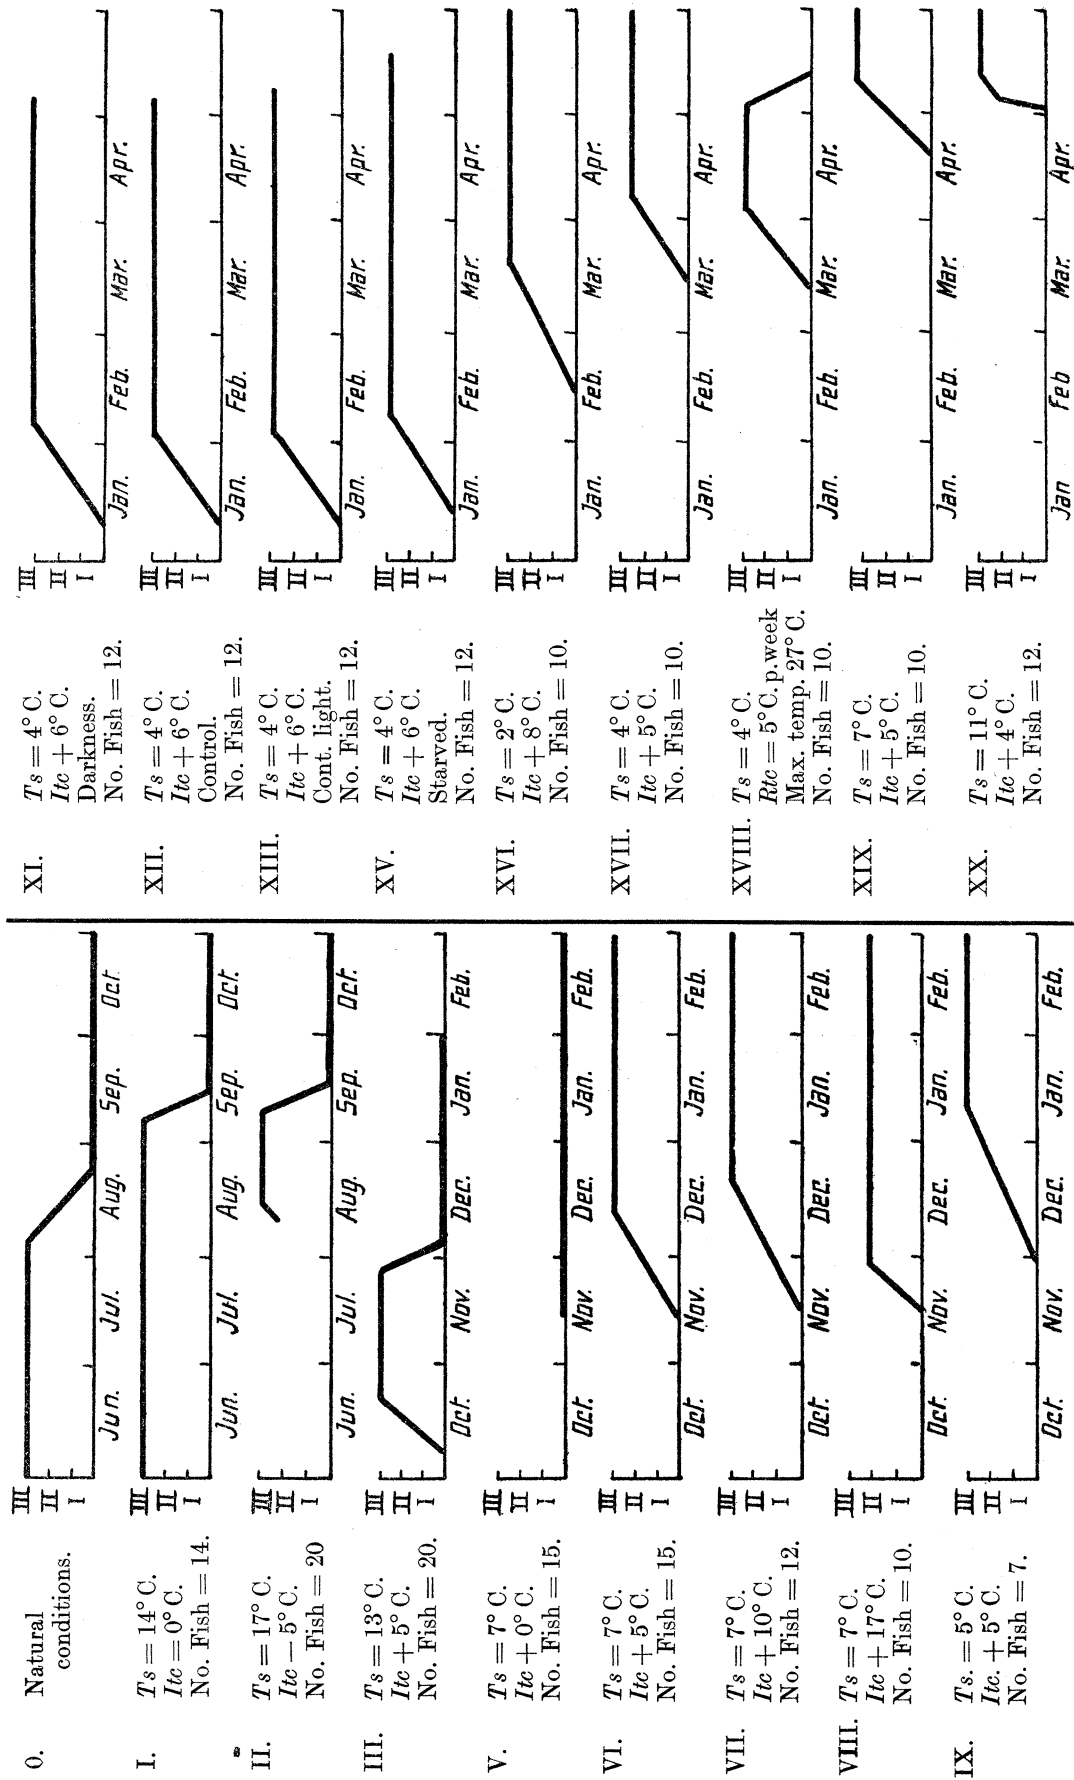 0. Natural
conditions.
III
II
I
Jun. Jul. Aug. Sep. Oct.
I. Ts = 14° C.
Itc = 0° C.
No. Fish = 14.
III
II
I
Jun. Jul. Aug. Sep. Oct.
II. Ts = 17° C.
Itc – 5° C.
No. Fish = 20
III
II
I
Jun. Jul. Aug. Sep. Oct.
III. Ts = 13° C.
Itc + 5° C.
No. Fish = 20.
III
II
I
Oct. Nov. Dec. Jan. Feb.
V. Ts = 7° C.
Itc + 0° C.
No. Fish = 15.
III
II
I
Oct. Nov. Dec. Jan. Feb.
VI. Ts = 7° C.
Itc + 5° C.
No. Fish = 15.
III
II
I
Oct. Nov. Dec. Jan. Feb.
VII. Ts = 7° C.
Itc + 10° C.
No. Fish = 12.
III
II
I
Oct. Nov. Dec. Jan. Feb.
VIII. Ts = 7° C.
Itc + 17° C.
No. Fish = 10.
III
II
I
Oct. Nov. Dec. Jan. Feb.
IX. Ts. = 5° C.
Itc. + 5° C.
No. Fish = 7.
III
II
I
Oct. Nov. Dec. Jan. Feb.
XI. Ts = 4° C.
Itc + 6° C.
Darkness.
No. Fish = 12.
III
II
I
Jan. Feb. Mar. Apr.
XII. Ts = 4° C.
Itc + 6° C.
Control.
No. Fish = 12.
III
II
I
Jan. Feb. Mar. Apr.
XIII. Ts = 4° C.
Itc + 6° C.
Cont. light.
No. Fish = 12.
III
II
I
Jan. Feb. Mar. Apr.
XV. Ts = 4° C.
Itc + 6° C.
Starved.
No. Fish = 12.
III
II
I
Jan. Feb. Mar. Apr.
XVI. Ts = 2° C.
Itc + 8° C.
No. Fish = 10.
III
II
I
Jan. Feb. Mar. Apr.
XVII. Ts = 4° C.
Itc + 5° C.
No. Fish = 10.
III
II
I
Jan. Feb. Mar. Apr.
XVIII. Ts = 4° C.
Rtc = 5° C. p. week
Max. temp. 27° C.
No. Fish = 10.
III
II
I
Jan. Feb. Mar. Apr.
XIX. Ts = 7° C.
Itc + 5° C.
No. Fish = 10.
III
II
I
Jan. Feb. Mar. Apr.
XX. Ts = 11° C.
Itc + 4° C.
No. Fish = 12.
III
II
I
Jan Feb Mar. Apr.